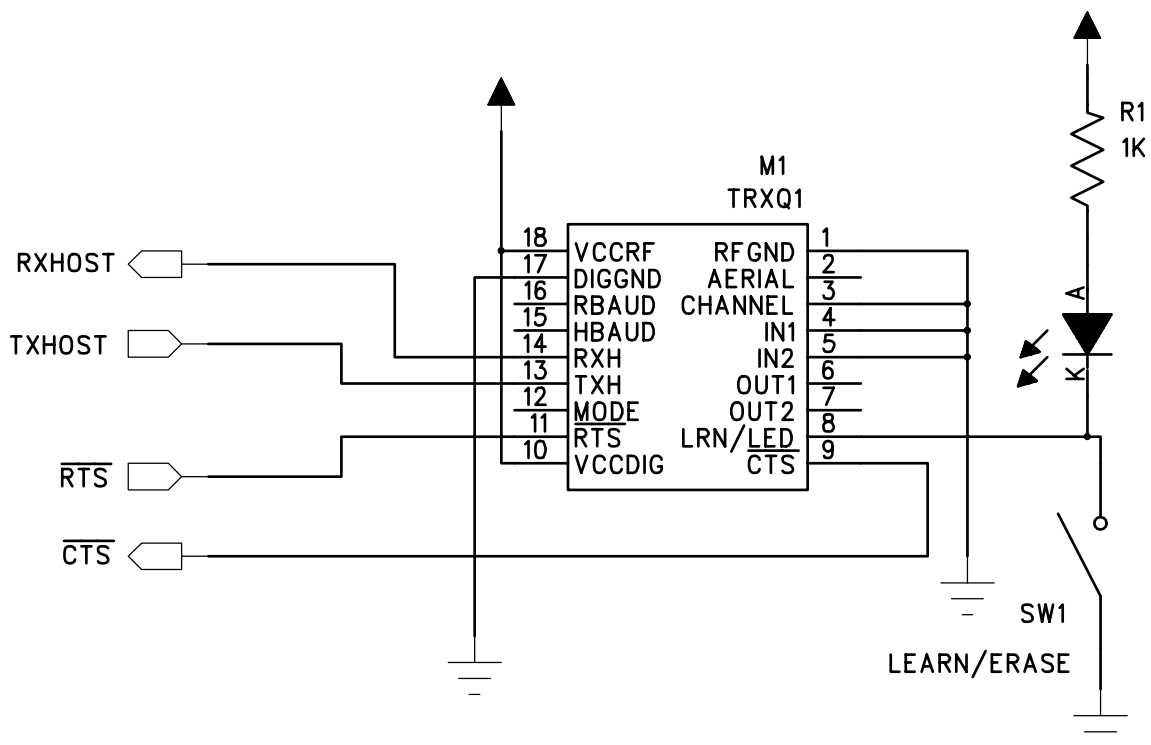 R1
1K
M1
TRXQ1
RXHOST
TXHOST
RTS
CTS
18 VCCRF RFGND 1
17 DIGGND AERIAL 2
16 RBAUD CHANNEL 3
15 HBAUD IN1 4
14 RXH IN2 5
13 TXH OUT1 6
12 MODE OUT2 7
11 RTS LRN/LED 8
10 VCCDIG CTS 9
A
K
SW1
LEARN/ERASE